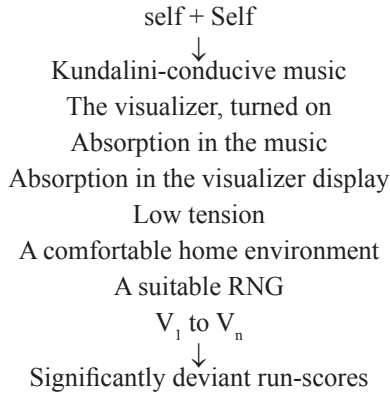 self + Self
↓
Kundalini-conducive music
The visualizer, turned on
Absorption in the music
Absorption in the visualizer display
Low tension
A comfortable home environment
A suitable RNG
V₁ to Vₙ
↓
Significantly deviant run-scores